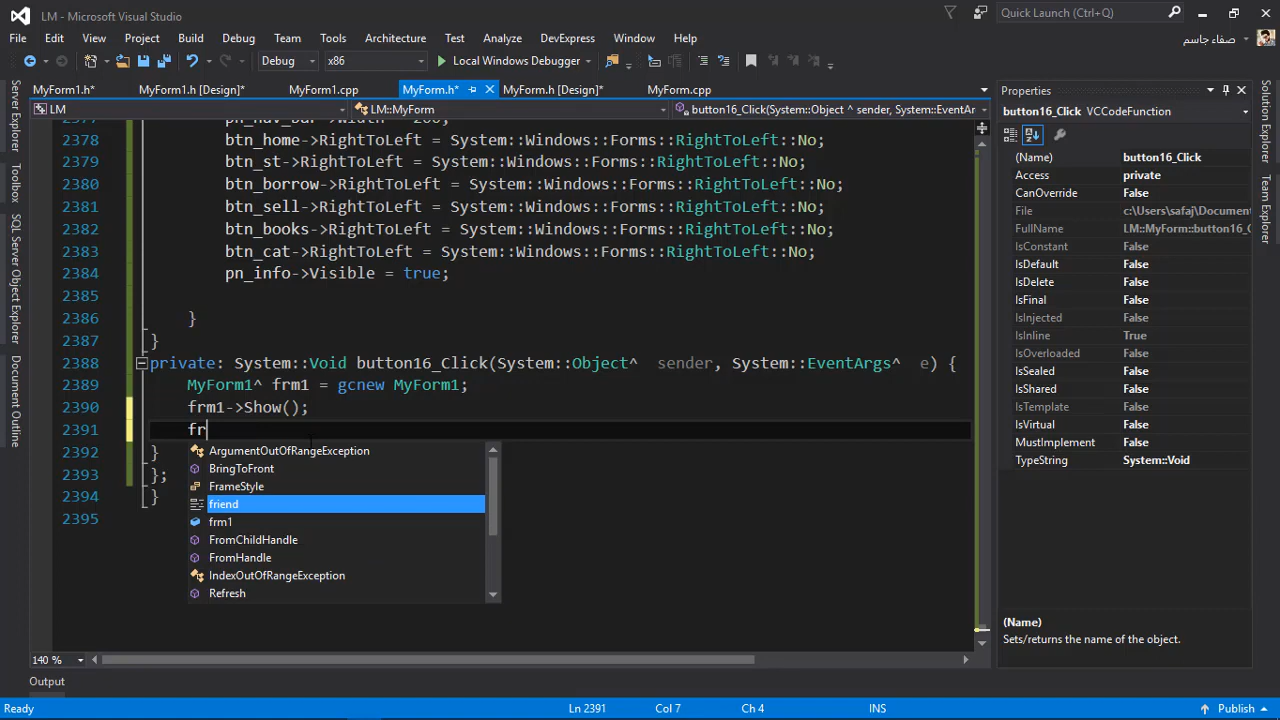 LM - Microsoft Visual Studio
Quick Launch (Ctrl+Q)
File Edit View Project Build Debug Team Tools Architecture Test Analyze DevExpress Window Help
صفاء جاسم
Debug x86 Local Windows Debugger
MyForm1.h* MyForm1.h [Design]* MyForm1.cpp MyForm.h* MyForm.h [Design]* MyForm.cpp
LM LM::MyForm button16_Click(System::Object ^ sender, System::EventAr
2378 btn_home->RightToLeft = System::Windows::Forms::RightToLeft::No;
2379 btn_st->RightToLeft = System::Windows::Forms::RightToLeft::No;
2380 btn_borrow->RightToLeft = System::Windows::Forms::RightToLeft::No;
2381 btn_sell->RightToLeft = System::Windows::Forms::RightToLeft::No;
2382 btn_books->RightToLeft = System::Windows::Forms::RightToLeft::No;
2383 btn_cat->RightToLeft = System::Windows::Forms::RightToLeft::No;
2384 pn_info->Visible = true;
2385
2386 }
2387 }
2388 private: System::Void button16_Click(System::Object^ sender, System::EventArgs^ e) {
2389 MyForm1^ frm1 = gcnew MyForm1;
2390 frm1->Show();
2391 fr
2392 }
2393 };
2394 }
2395
ArgumentOutOfRangeException
BringToFront
FrameStyle
friend
frm1
FromChildHandle
FromHandle
IndexOutOfRangeException
Refresh
140 %
Output
Ready Ln 2391 Col 7 Ch 4 INS Publish
Server Explorer
Toolbox
SQL Server Object Explorer
Document Outline
Properties
button16_Click VCCodeFunction
(Name) button16_Click
Access private
CanOverride False
File c:\Users\safaj\Document
FullName LM::MyForm::button16_C
IsConstant False
IsDefault False
IsDelete False
IsFinal False
IsInjected False
IsInline True
IsOverloaded False
IsSealed False
IsShared False
IsTemplate False
IsVirtual False
MustImplement False
TypeString System::Void
(Name)
Sets/returns the name of the object.
Solution Explorer
Team Explorer